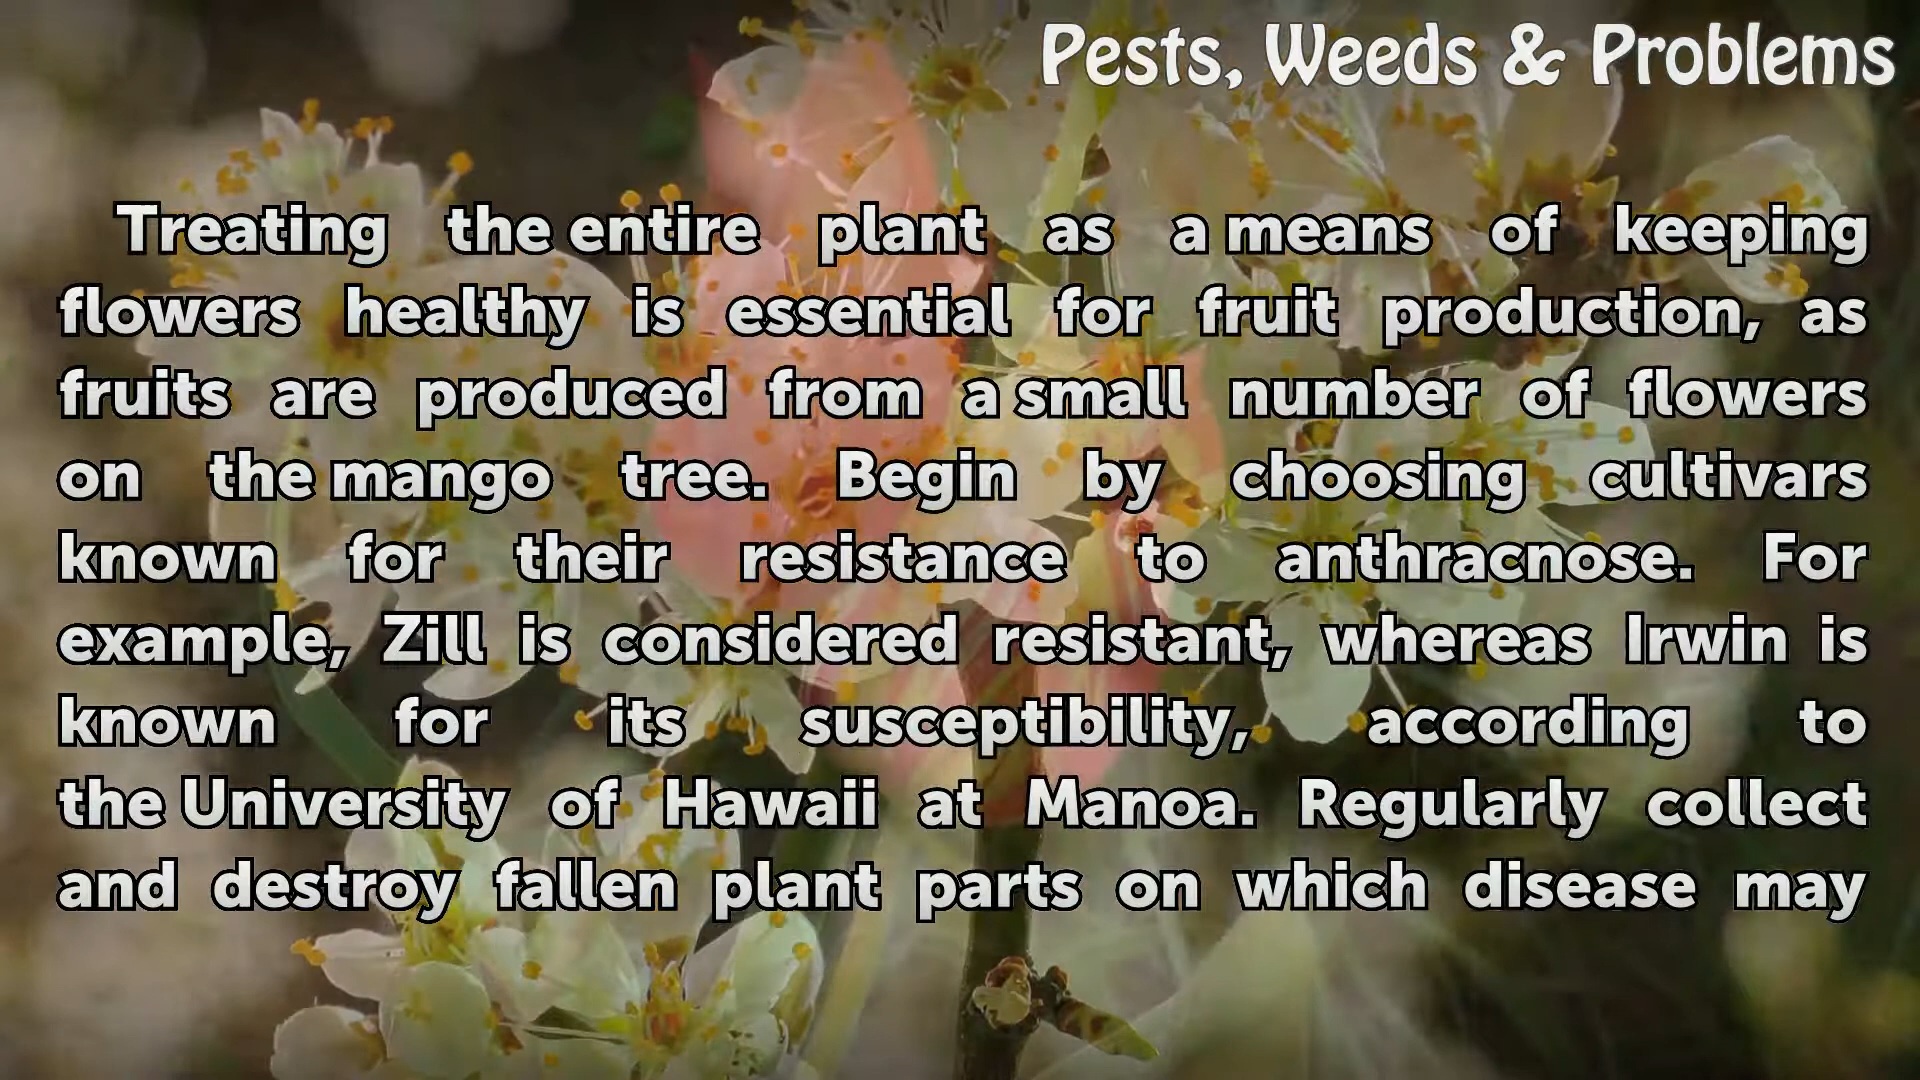 Pests, Weeds & Problems
Treating the entire plant as a means of keeping
flowers healthy is essential for fruit production, as
fruits are produced from a small number of flowers
on the mango tree. Begin by choosing cultivars
known for their resistance to anthracnose. For
example, Zill is considered resistant, whereas Irwin is
known for its susceptibility, according to
the University of Hawaii at Manoa. Regularly collect
and destroy fallen plant parts on which disease may